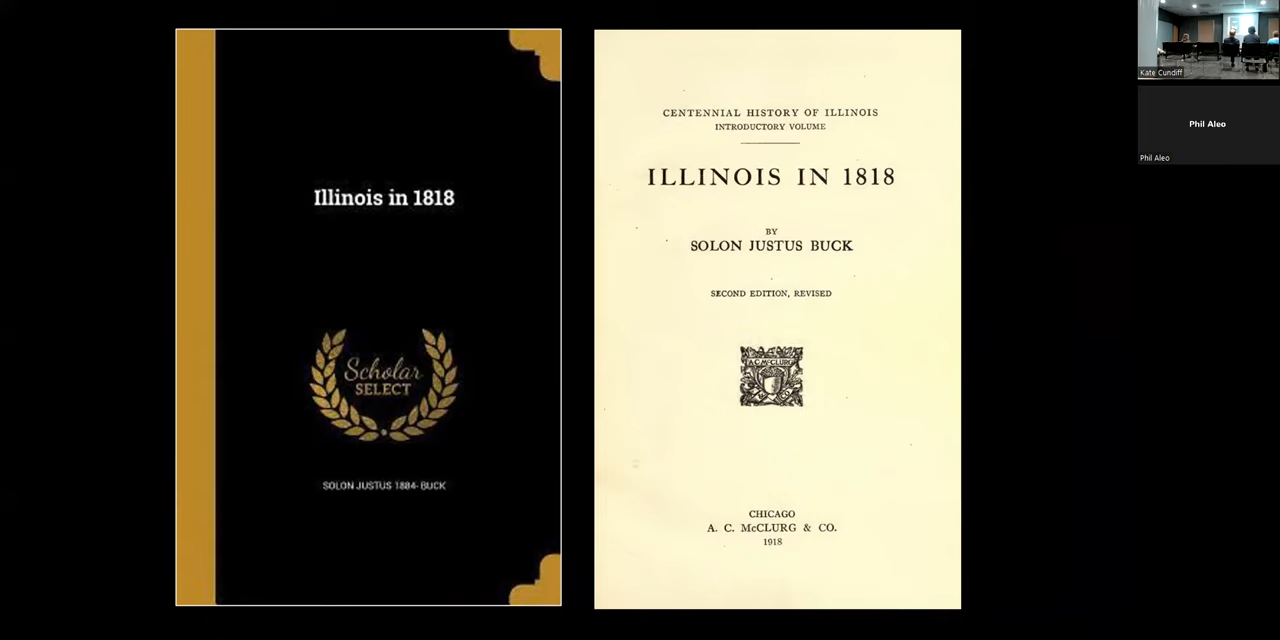 Illinois in 1818
Scholar
SELECT
SOLON JUSTUS 1884- BUCK
CENTENNIAL HISTORY OF ILLINOIS
INTRODUCTORY VOLUME
ILLINOIS IN 1818
BY
SOLON JUSTUS BUCK
SECOND EDITION, REVISED
A.C. McCLURG
CHICAGO
A. C. McCLURG & CO.
1918
Kate Cundiff
Phil Aleo
Phil Aleo